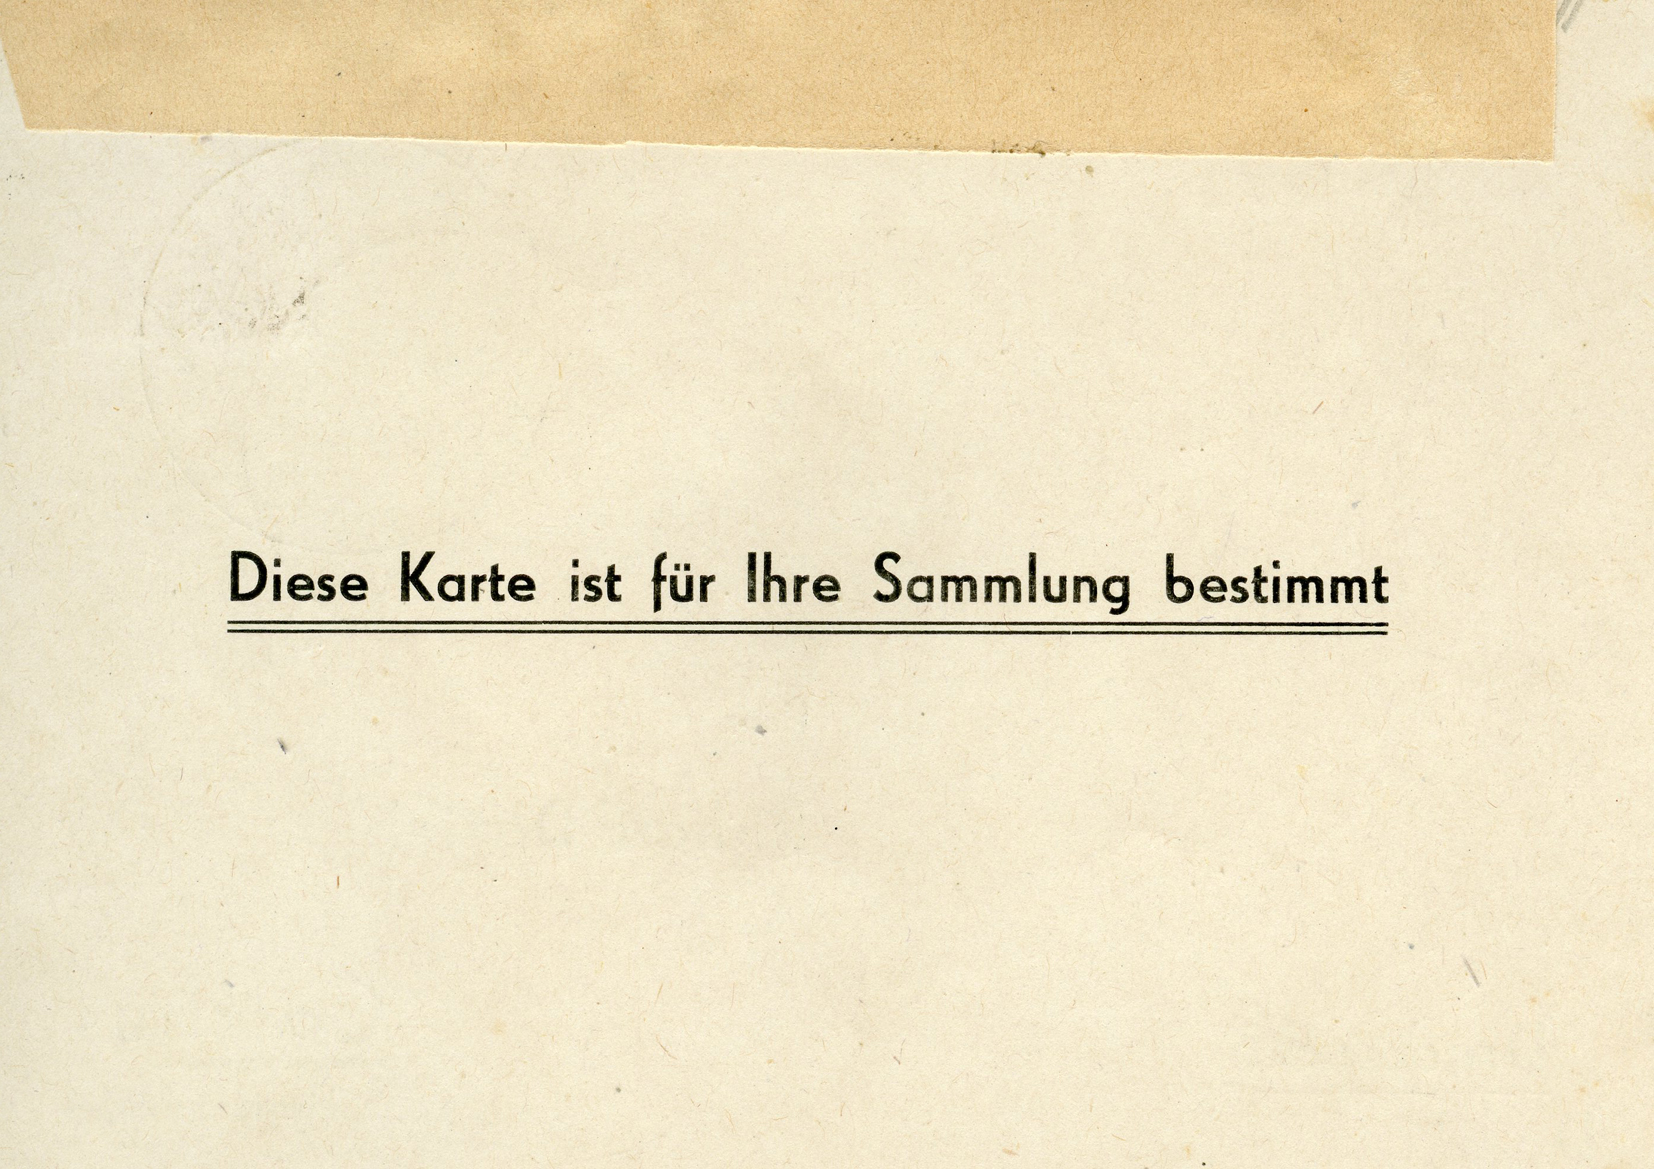 Diese Karte ist für Ihre Sammlung bestimmt